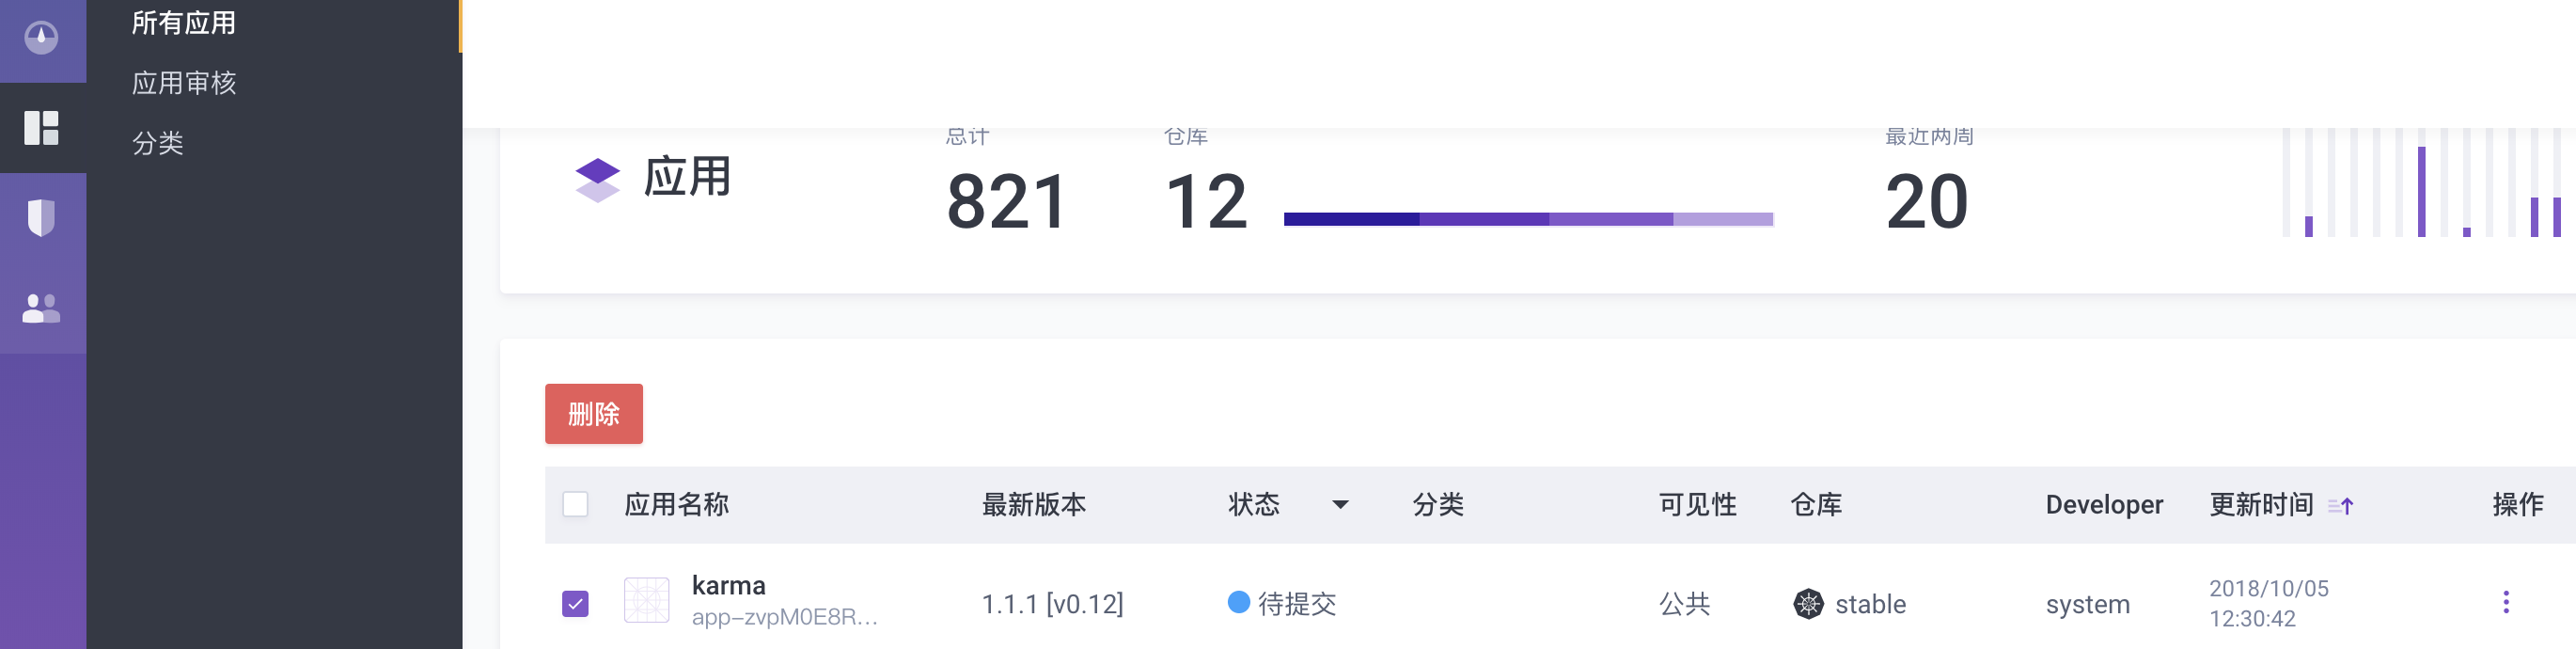 所有应用
应用审核
分类
总计
仓库
最近两周
应用
821
12
20
删除
应用名称
最新版本
状态
分类
可见性
仓库
Developer
更新时间
操作
karma
app-zvpM0E8R...
1.1.1 [v0.12]
待提交
公共
stable
system
2018/10/05
12:30:42